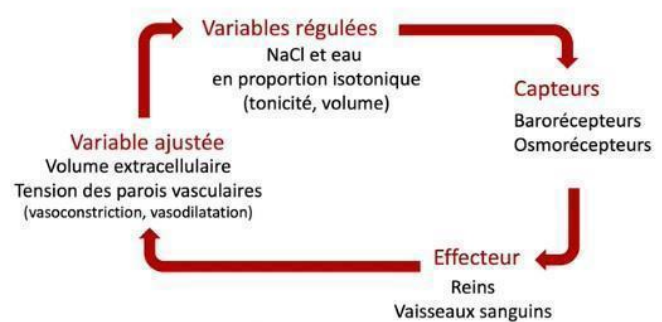 Variables régulées
NaCl et eau
en proportion isotonique
(tonicité, volume)
Capteurs
Barorécepteurs
Osmorécepteurs
Effecteur
Reins
Vaisseaux sanguins
Variable ajustée
Volume extracellulaire
Tension des parois vasculaires
(vasoconstriction, vasodilatation)